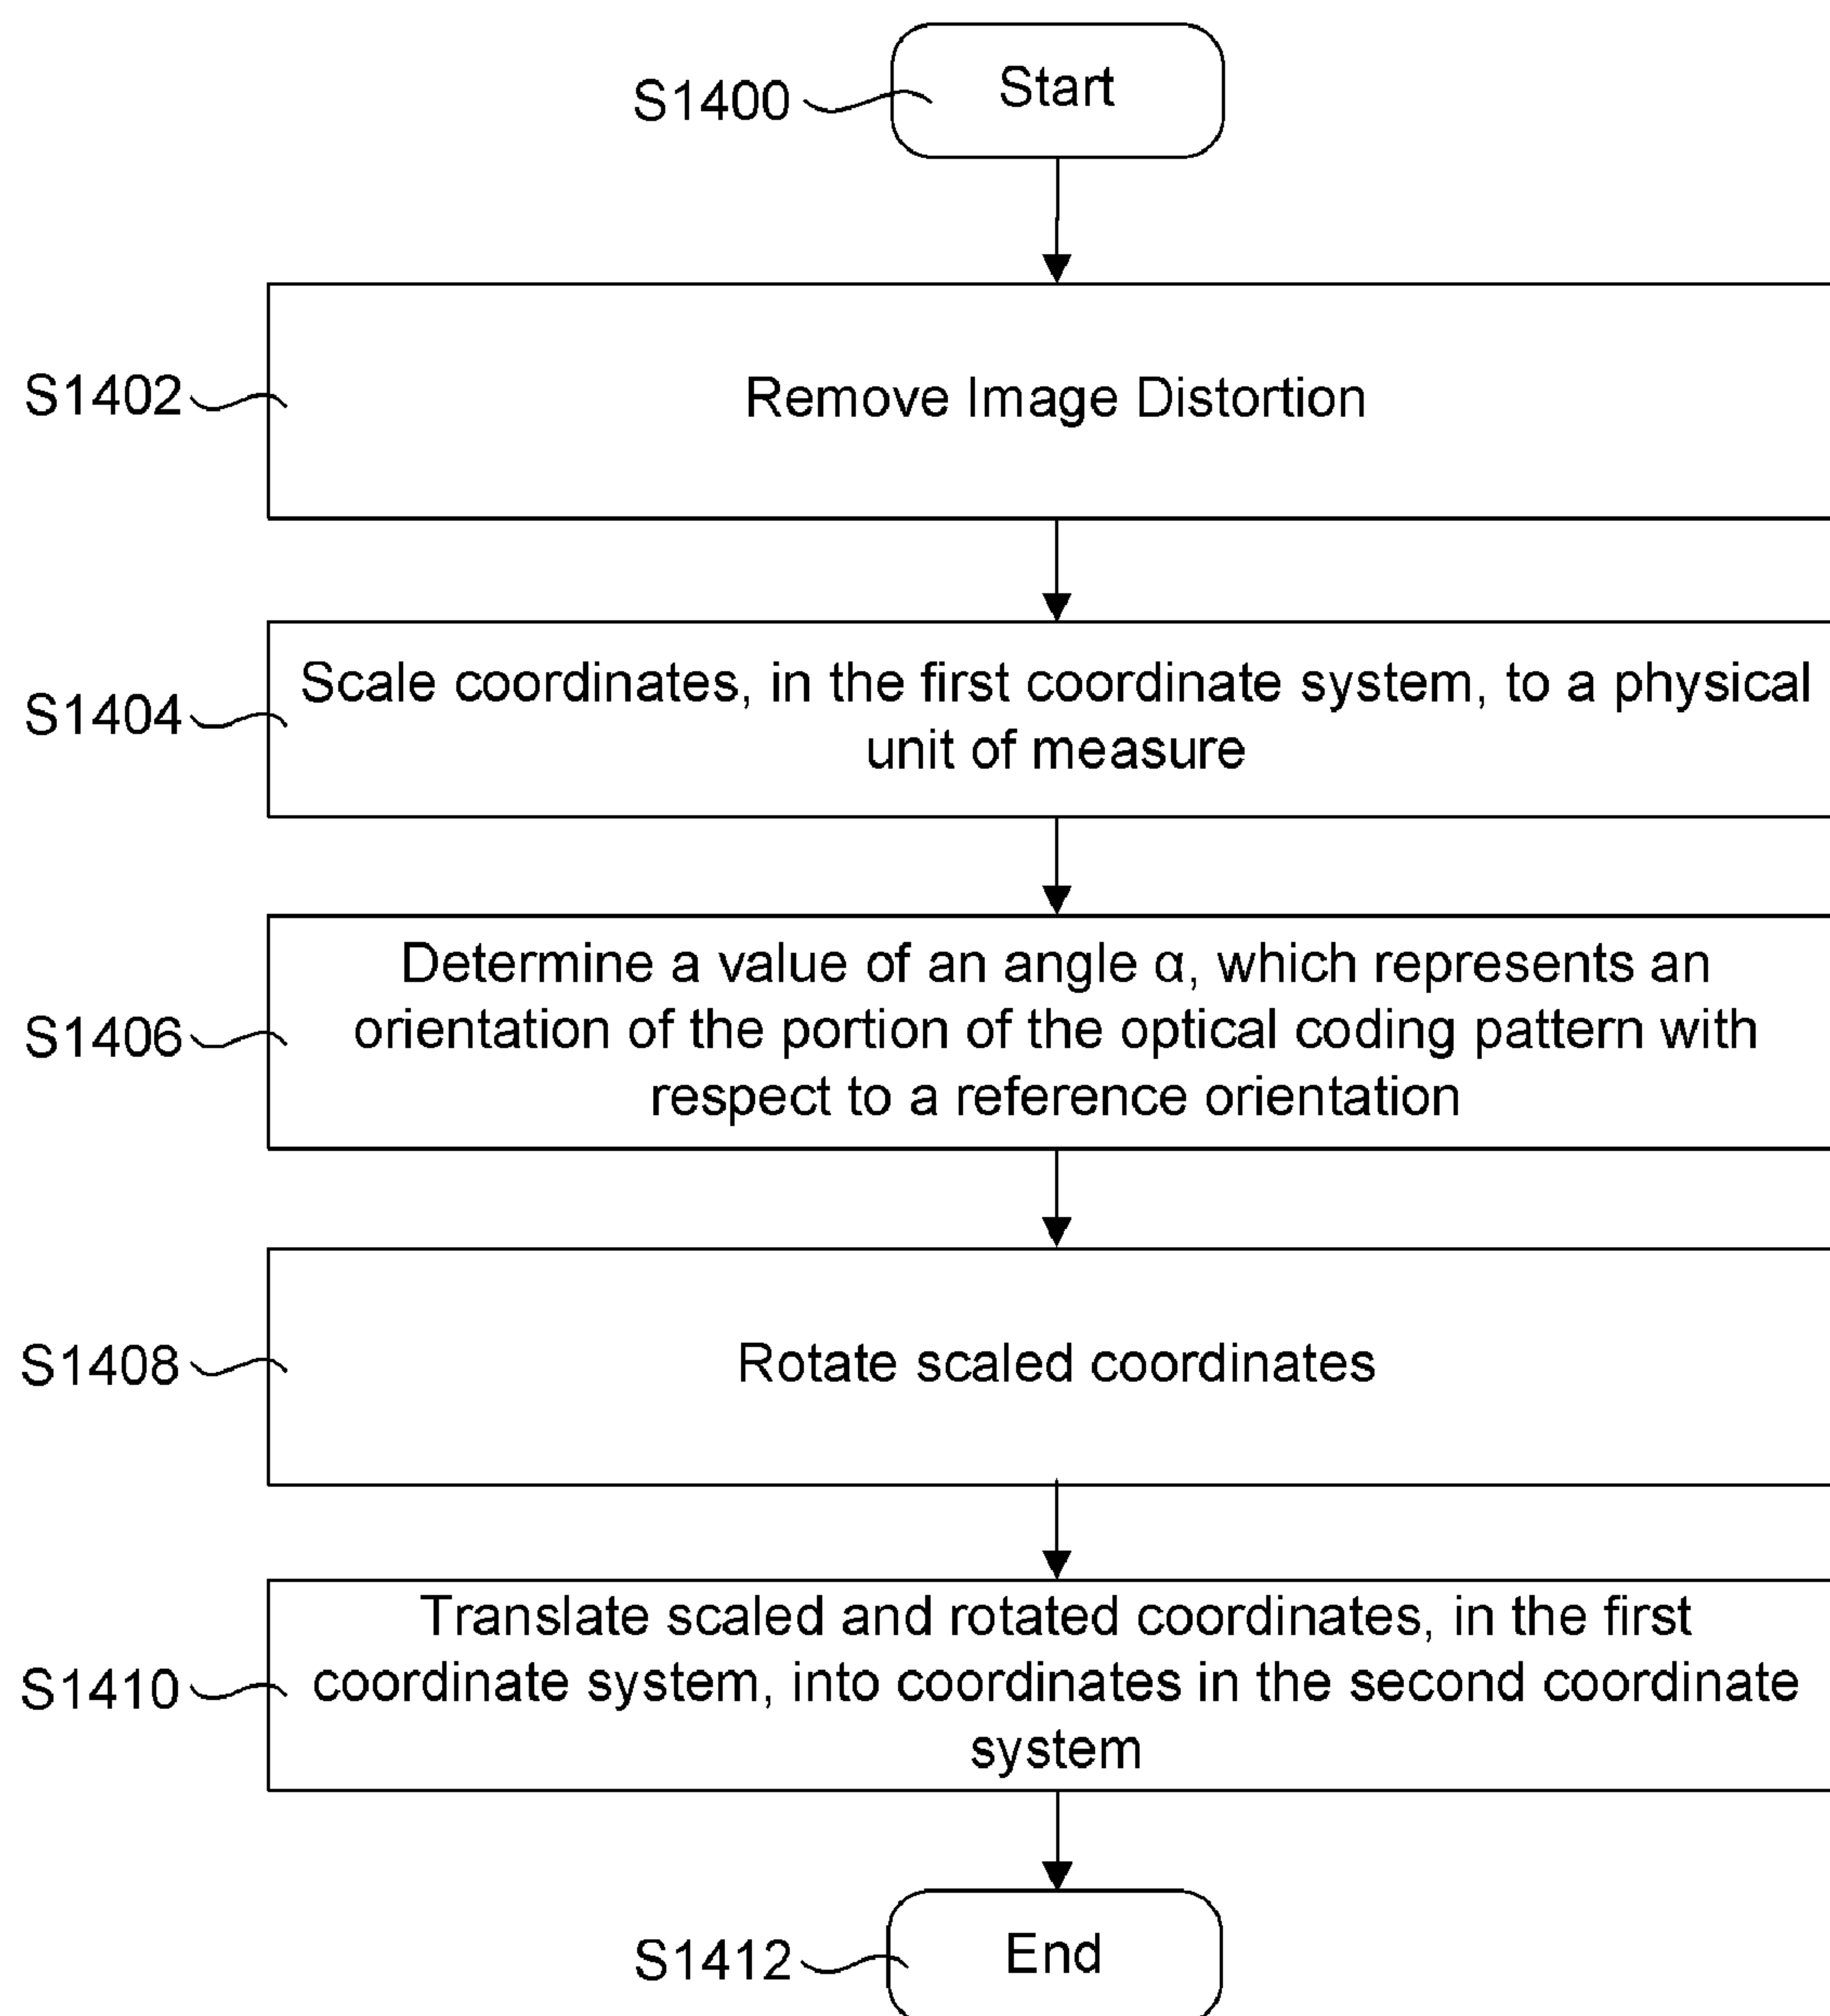 S1400
Start
S1402
Remove Image Distortion
S1404
Scale coordinates, in the first coordinate system, to a physical
unit of measure
S1406
Determine a value of an angle α, which represents an
orientation of the portion of the optical coding pattern with
respect to a reference orientation
S1408
Rotate scaled coordinates
S1410
Translate scaled and rotated coordinates, in the first
coordinate system, into coordinates in the second coordinate
system
S1412
End